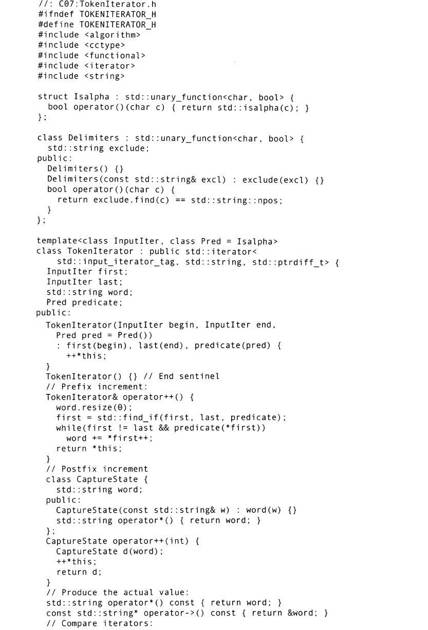 //: C07:TokenIterator.h
#ifndef TOKENITERATOR_H
#define TOKENITERATOR_H
#include <algorithm>
#include <cctype>
#include <functional>
#include <iterator>
#include <string>

struct Isalpha : std::unary_function<char, bool> {
  bool operator()(char c) { return std::isalpha(c); }
};

class Delimiters : std::unary_function<char, bool> {
  std::string exclude;
public:
  Delimiters() {}
  Delimiters(const std::string& excl) : exclude(excl) {}
  bool operator()(char c) {
    return exclude.find(c) == std::string::npos;
  }
};

template<class InputIter, class Pred = Isalpha>
class TokenIterator : public std::iterator<
    std::input_iterator_tag, std::string, std::ptrdiff_t> {
  InputIter first;
  InputIter last;
  std::string word;
  Pred predicate;
public:
  TokenIterator(InputIter begin, InputIter end,
    Pred pred = Pred())
    : first(begin), last(end), predicate(pred) {
      ++*this;
  }
  TokenIterator() {} // End sentinel
  // Prefix increment:
  TokenIterator& operator++() {
    word.resize(0);
    first = std::find_if(first, last, predicate);
    while(first != last && predicate(*first))
      word += *first++;
    return *this;
  }
  // Postfix increment
  class CaptureState {
    std::string word;
  public:
    CaptureState(const std::string& w) : word(w) {}
    std::string operator*() { return word; }
  };
  CaptureState operator++(int) {
    CaptureState d(word);
    ++*this;
    return d;
  }
  // Produce the actual value:
  std::string operator*() const { return word; }
  const std::string* operator->() const { return &word; }
  // Compare iterators: